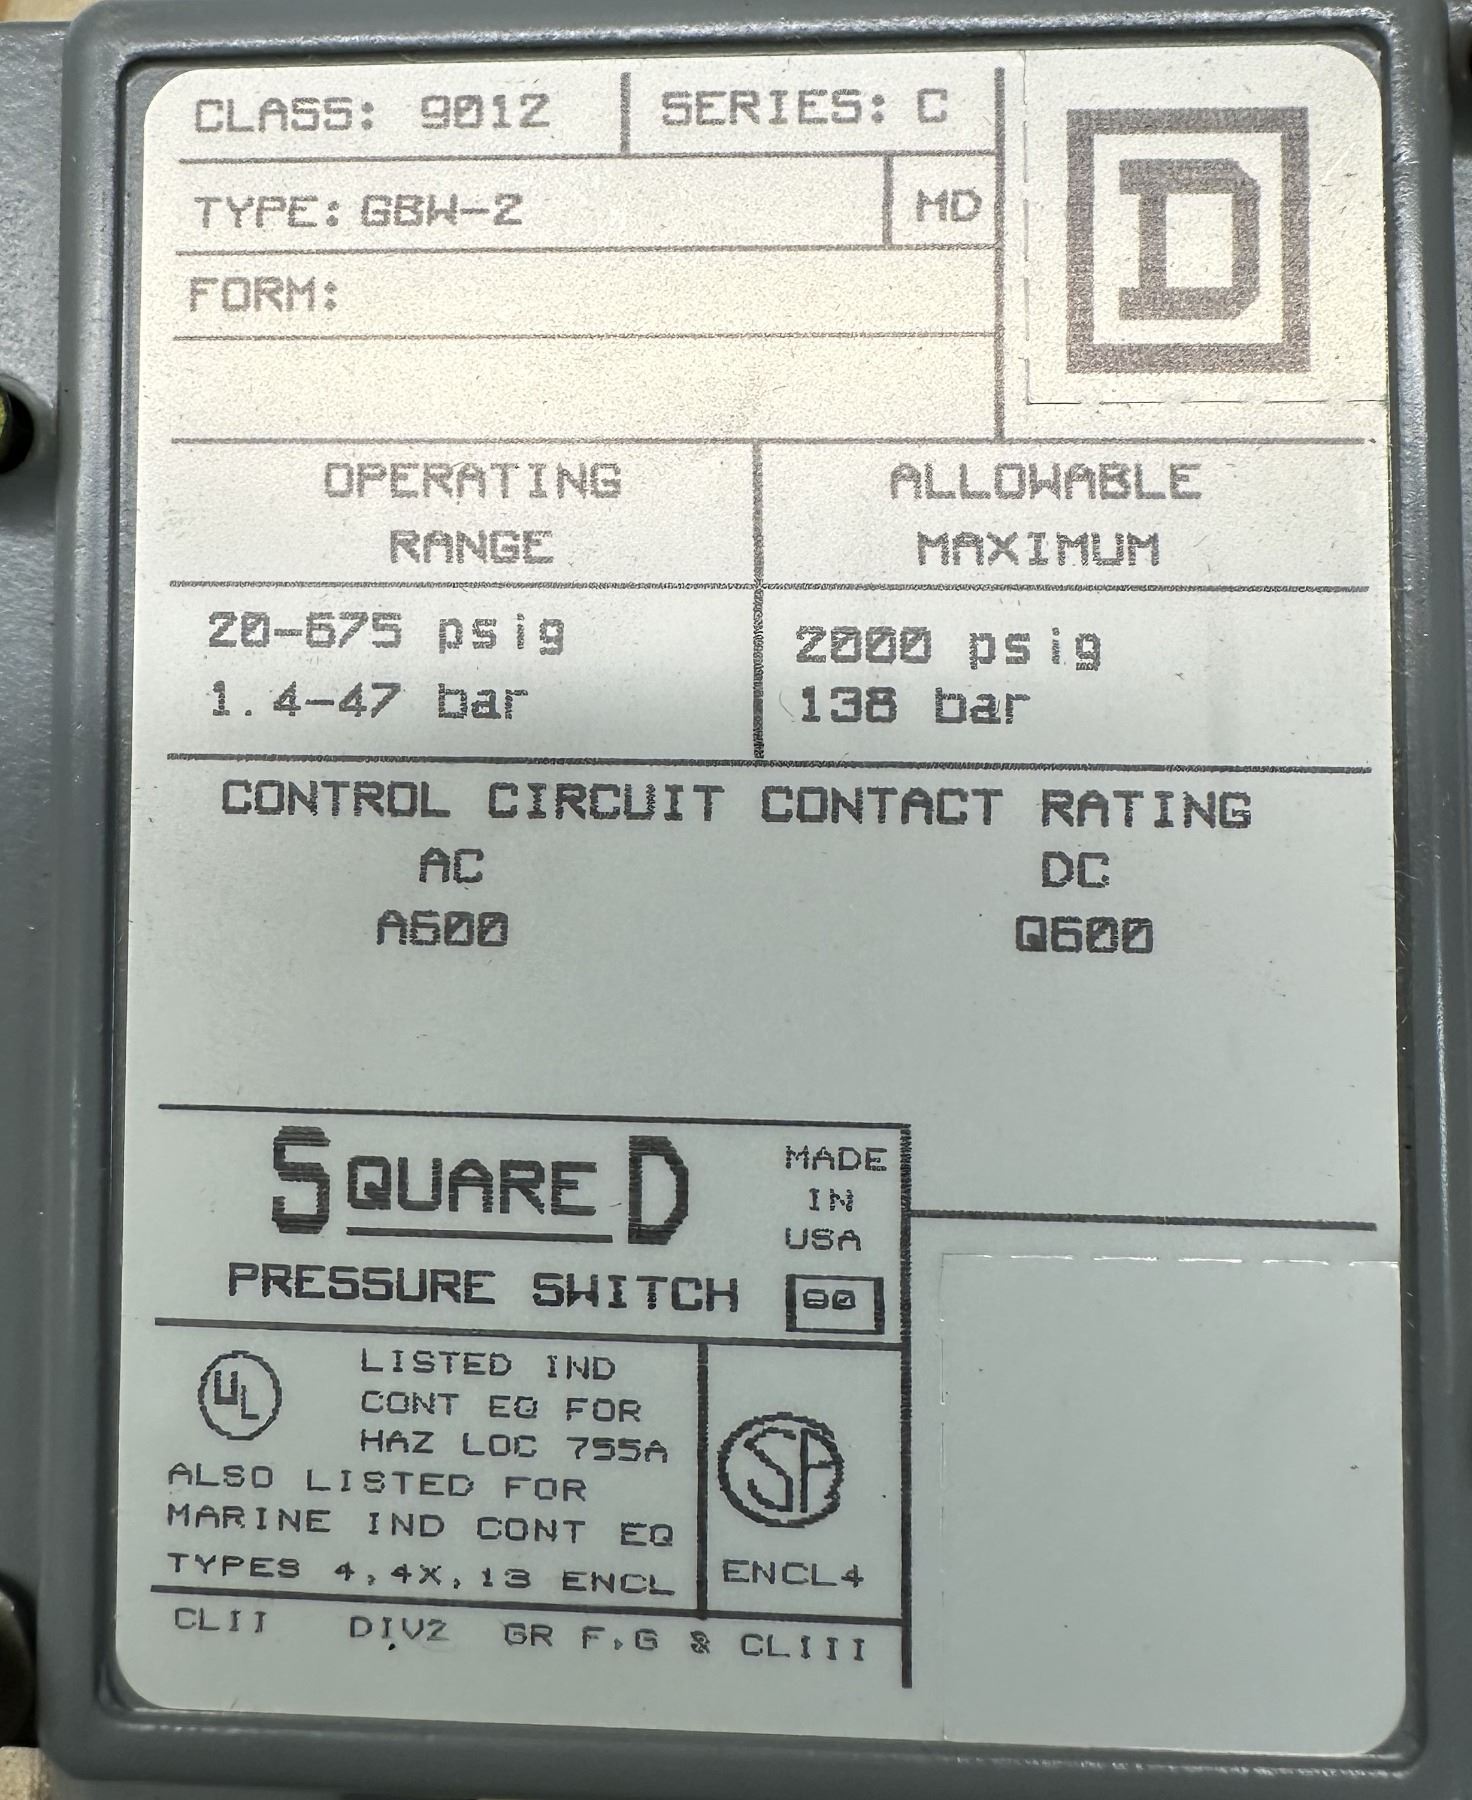 CLASS: 9012 SERIES: C
TYPE: GBW-2 MD
D
FORM:
OPERATING RANGE
ALLOWABLE MAXIMUM
20-675 psig
1.4-47 bar
2000 psig
138 bar
CONTROL CIRCUIT CONTACT RATING
AC DC
A600 Q600
SQUARE D
PRESSURE SWITCH
MADE
IN
USA
UL
LISTED IND
CONT EQ FOR
HAZ LOC 755A
ALSO LISTED FOR
MARINE IND CONT EQ
TYPES 4,4X,13 ENCL
SA
ENCL4
CLII DIV2 GR F,G & CLIII